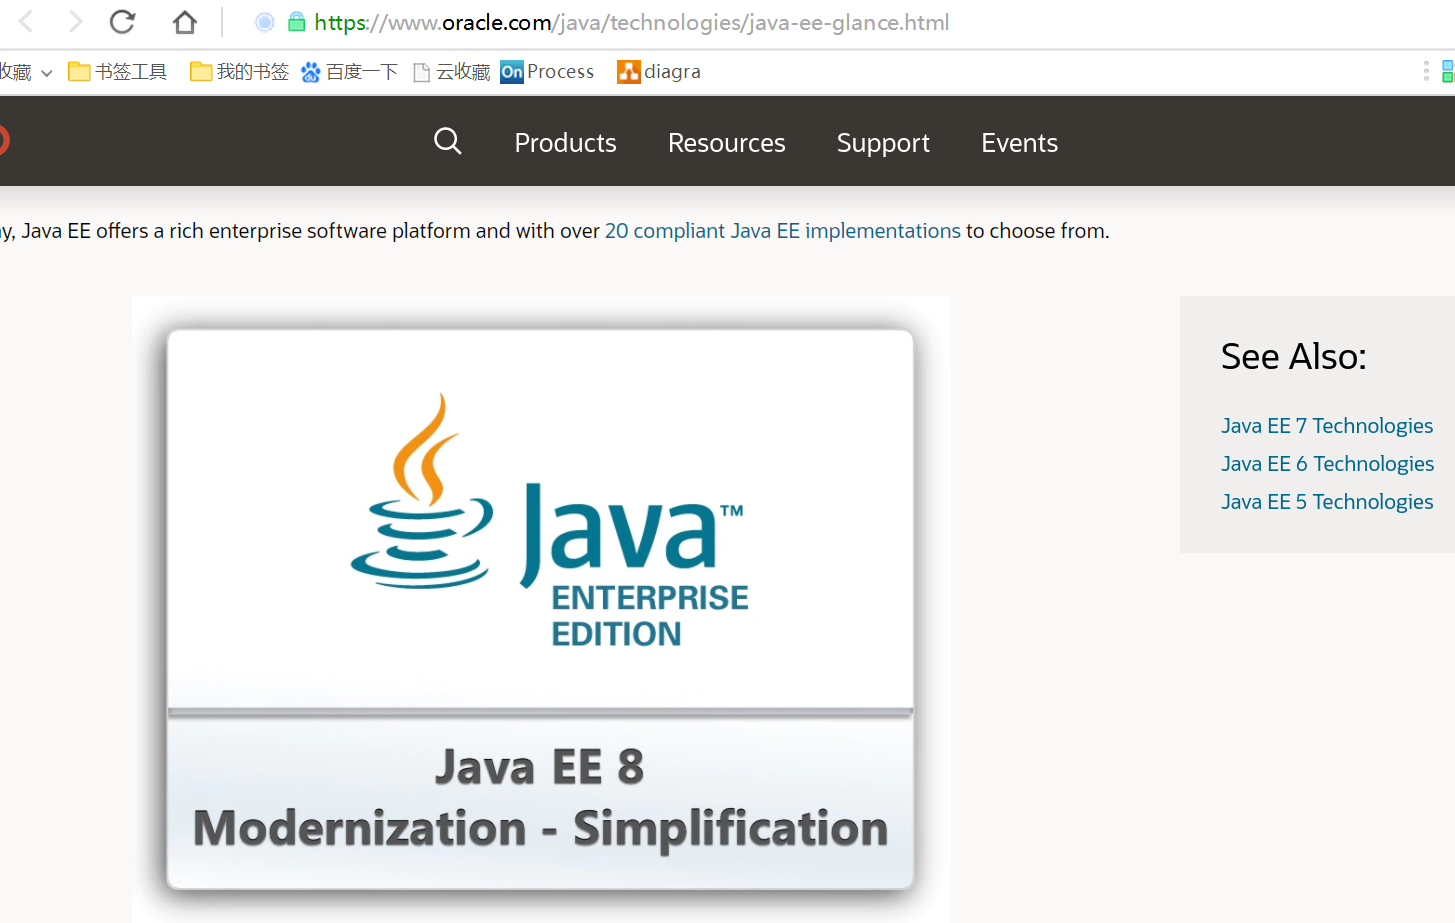 https://www.oracle.com/java/technologies/java-ee-glance.html
收藏 书签工具 我的书签 百度一下 云收藏 On Process diagra
Products Resources Support Events
y, Java EE offers a rich enterprise software platform and with over 20 compliant Java EE implementations to choose from.
See Also:
Java EE 7 Technologies
Java EE 6 Technologies
Java EE 5 Technologies
Java™
ENTERPRISE
EDITION
Java EE 8
Modernization - Simplification